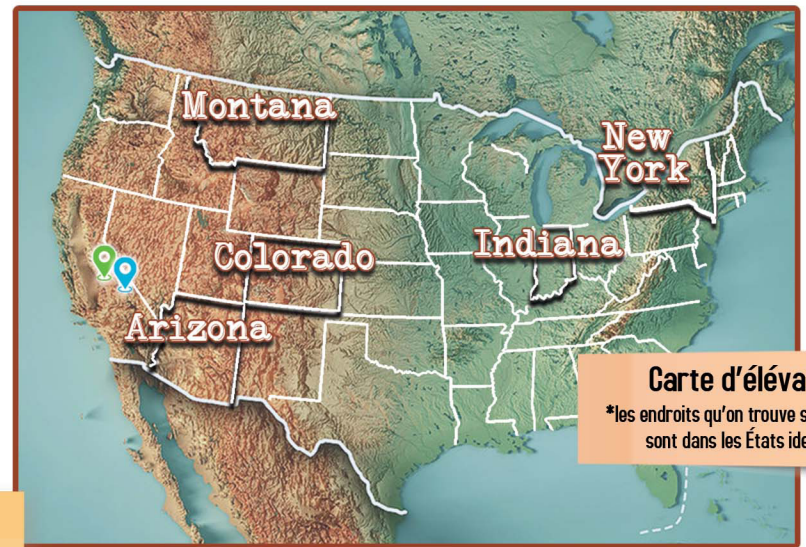 Montana
New
York
Colorado
Indiana
Arizona
Carte d'éléva
*les endroits qu'on trouve s
sont dans les États ide